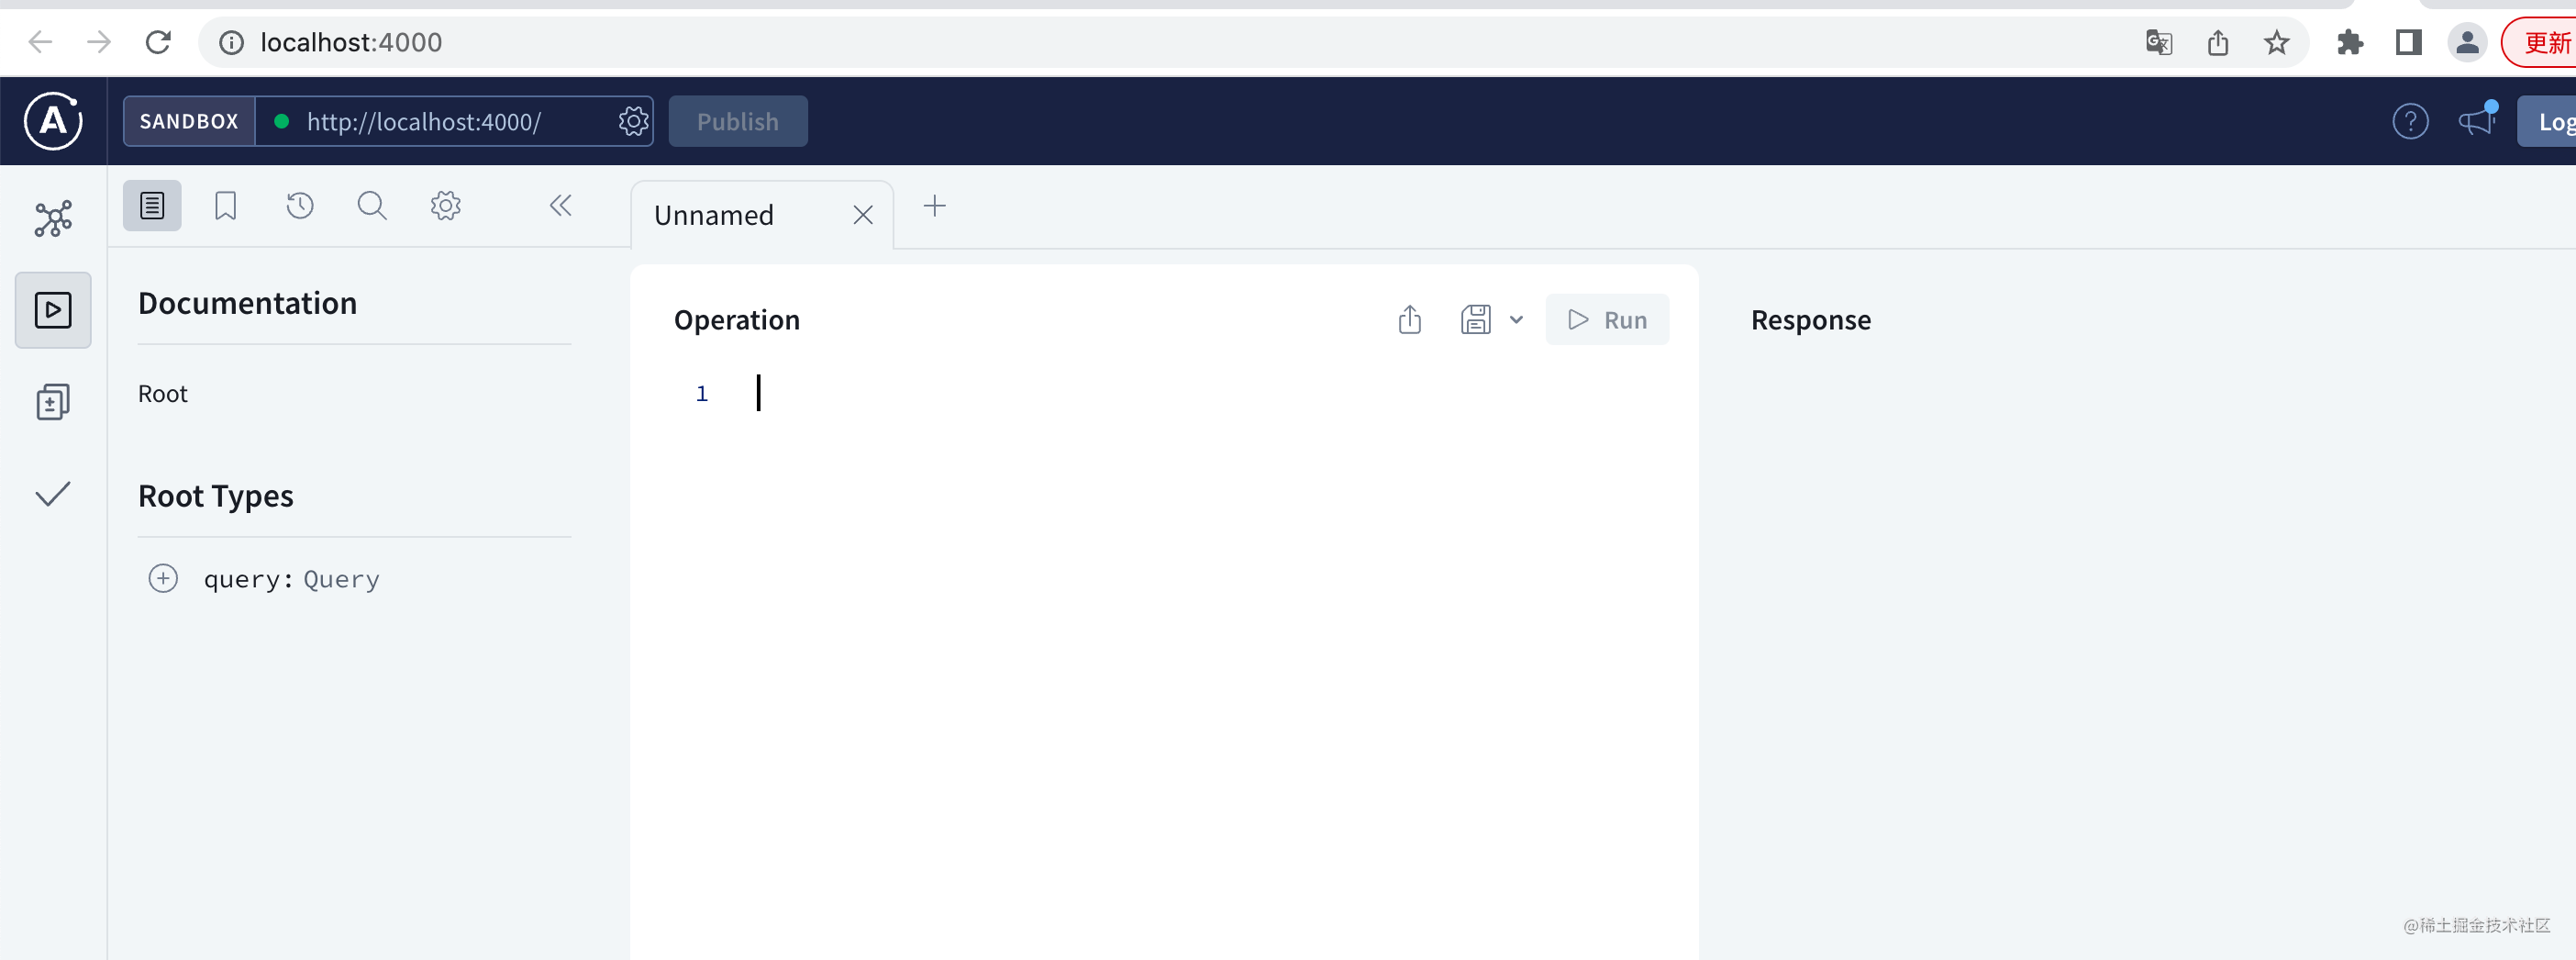 localhost:4000
更新
A
SANDBOX
http://localhost:4000/
Publish
Unnamed
Documentation
Root
Root Types
query: Query
Operation
Run
1
Response
@稀土掘金技术社区